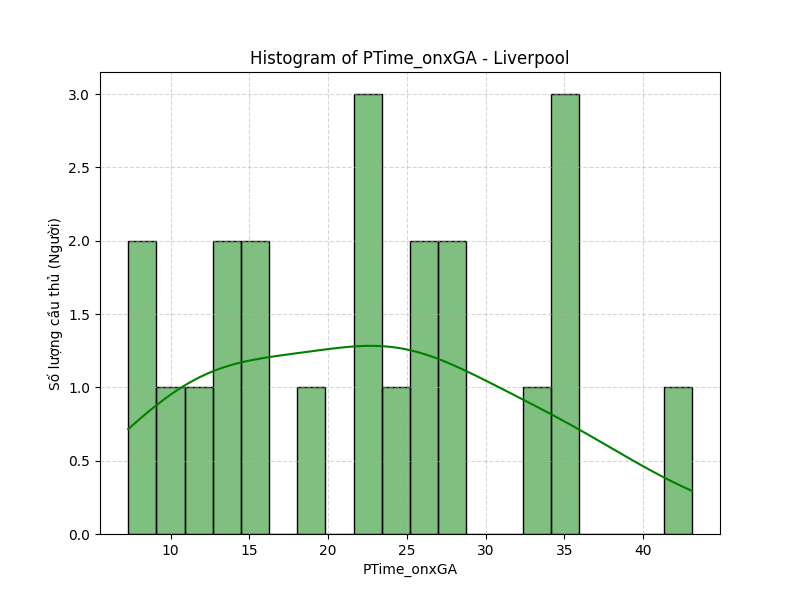 Histogram of PTime_onxGA - Liverpool
3.0
2.5
2.0
1.5
1.0
0.5
0.0
Số lượng cầu thủ (Người)
10 15 20 25 30 35 40
PTime_onxGA